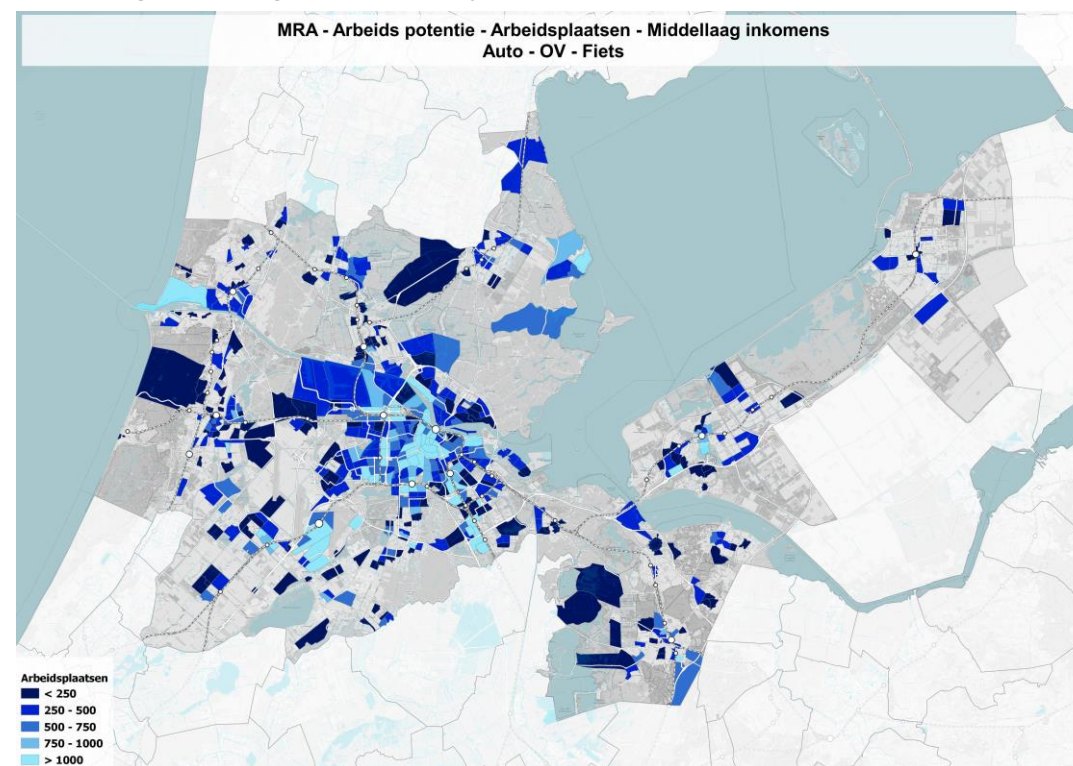 MRA - Arbeids potentie - Arbeidsplaatsen - Middellaag inkomens
Auto - OV - Fiets
Arbeidsplaatsen
< 250
250 - 500
500 - 750
750 - 1000
> 1000